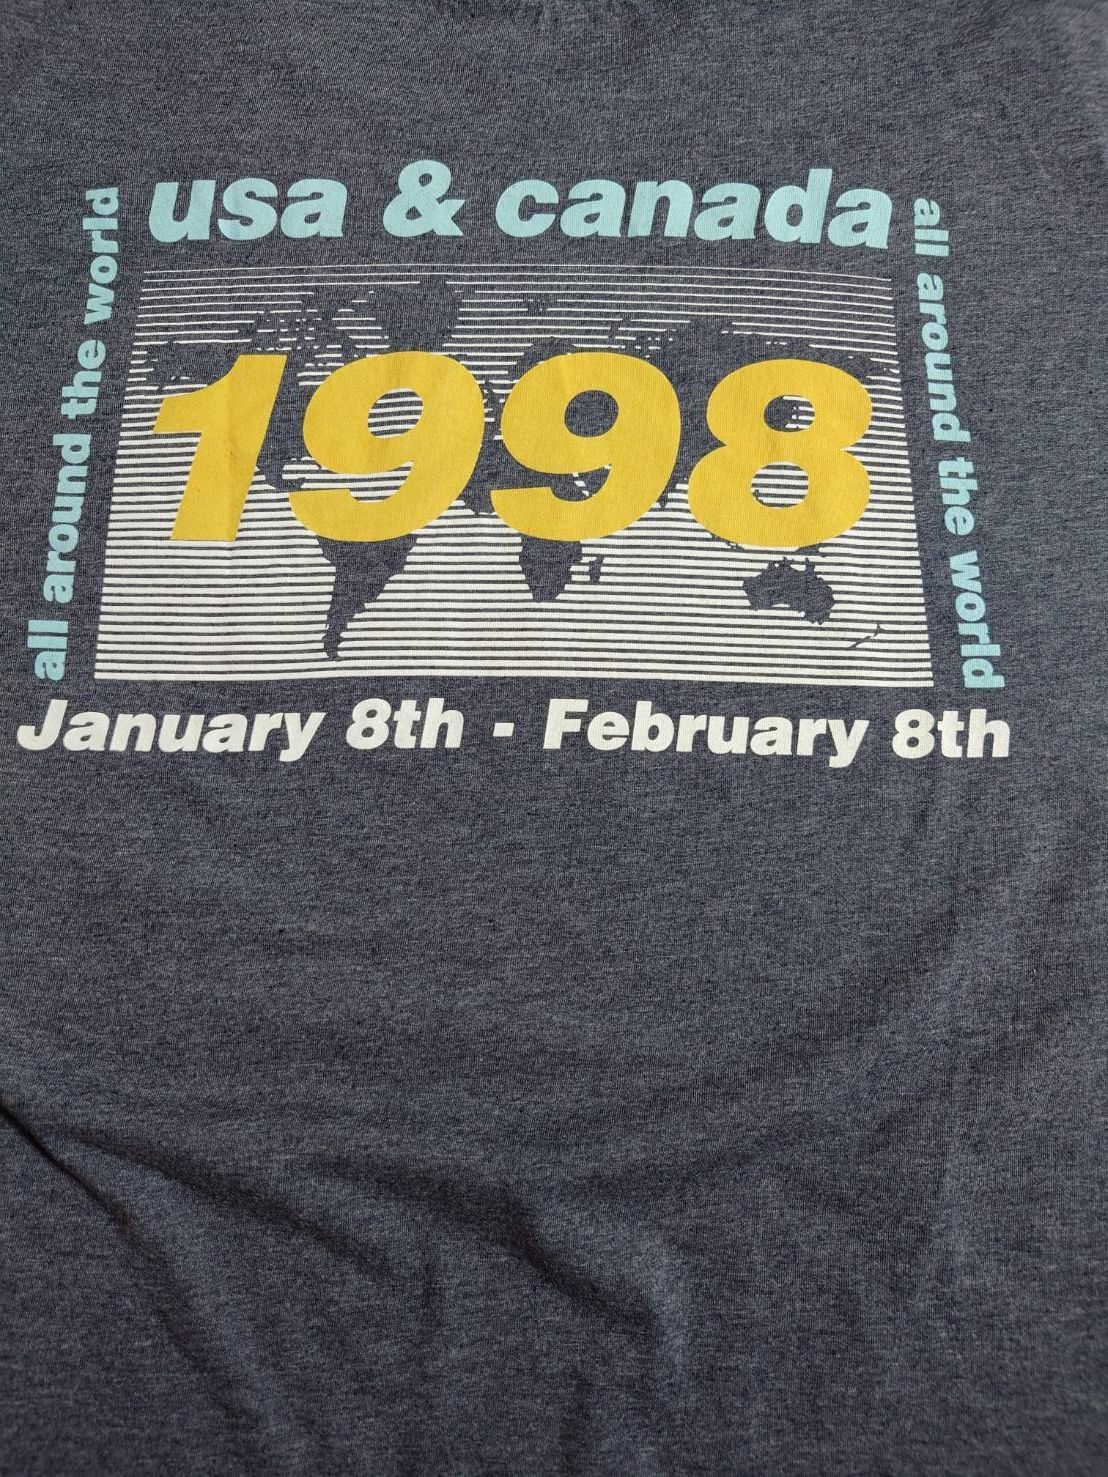 usa & canada
all around the world
1998
all around the world
January 8th - February 8th